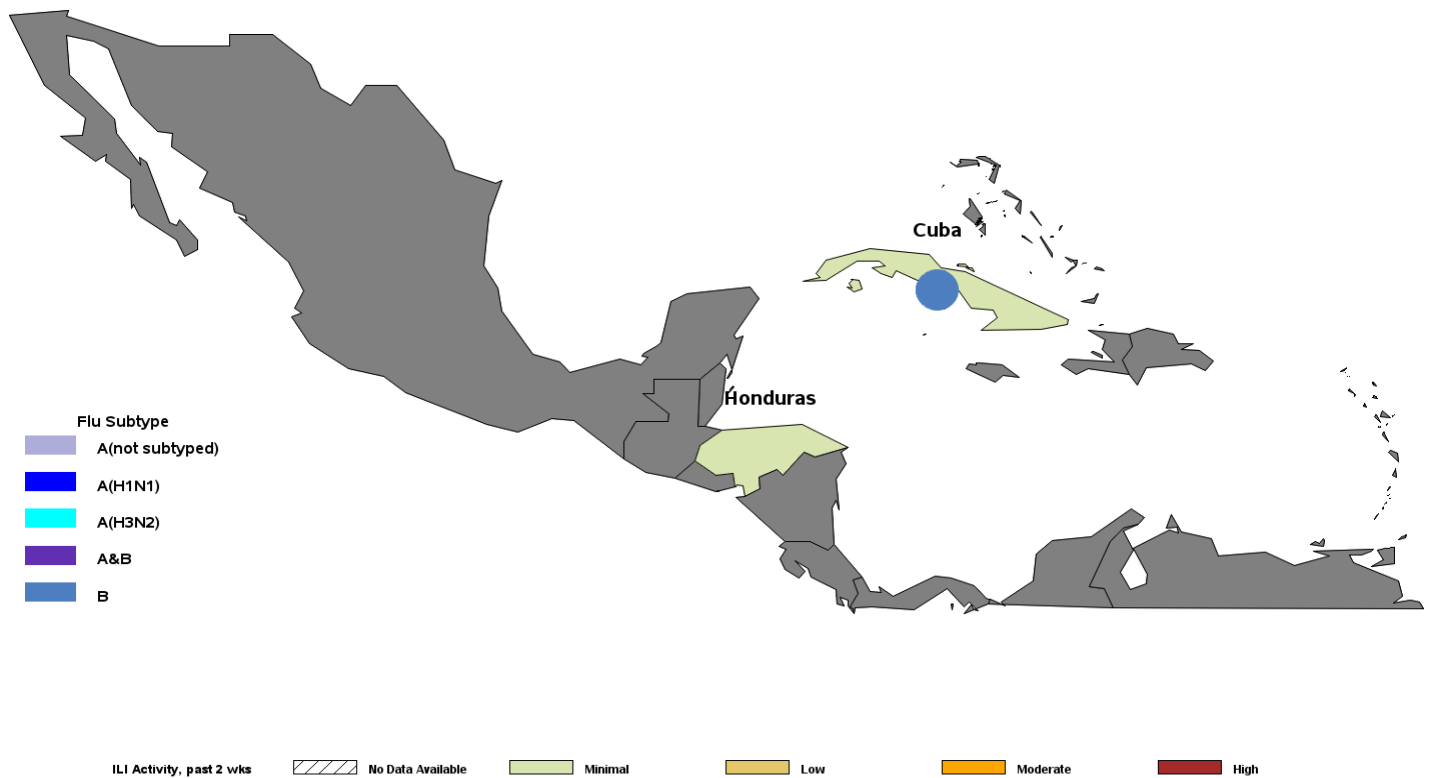 Cuba
Honduras
Flu Subtype
A(not subtyped)
A(H1N1)
A(H3N2)
A&B
B
ILI Activity, past 2 wks No Data Available Minimal Low Moderate High